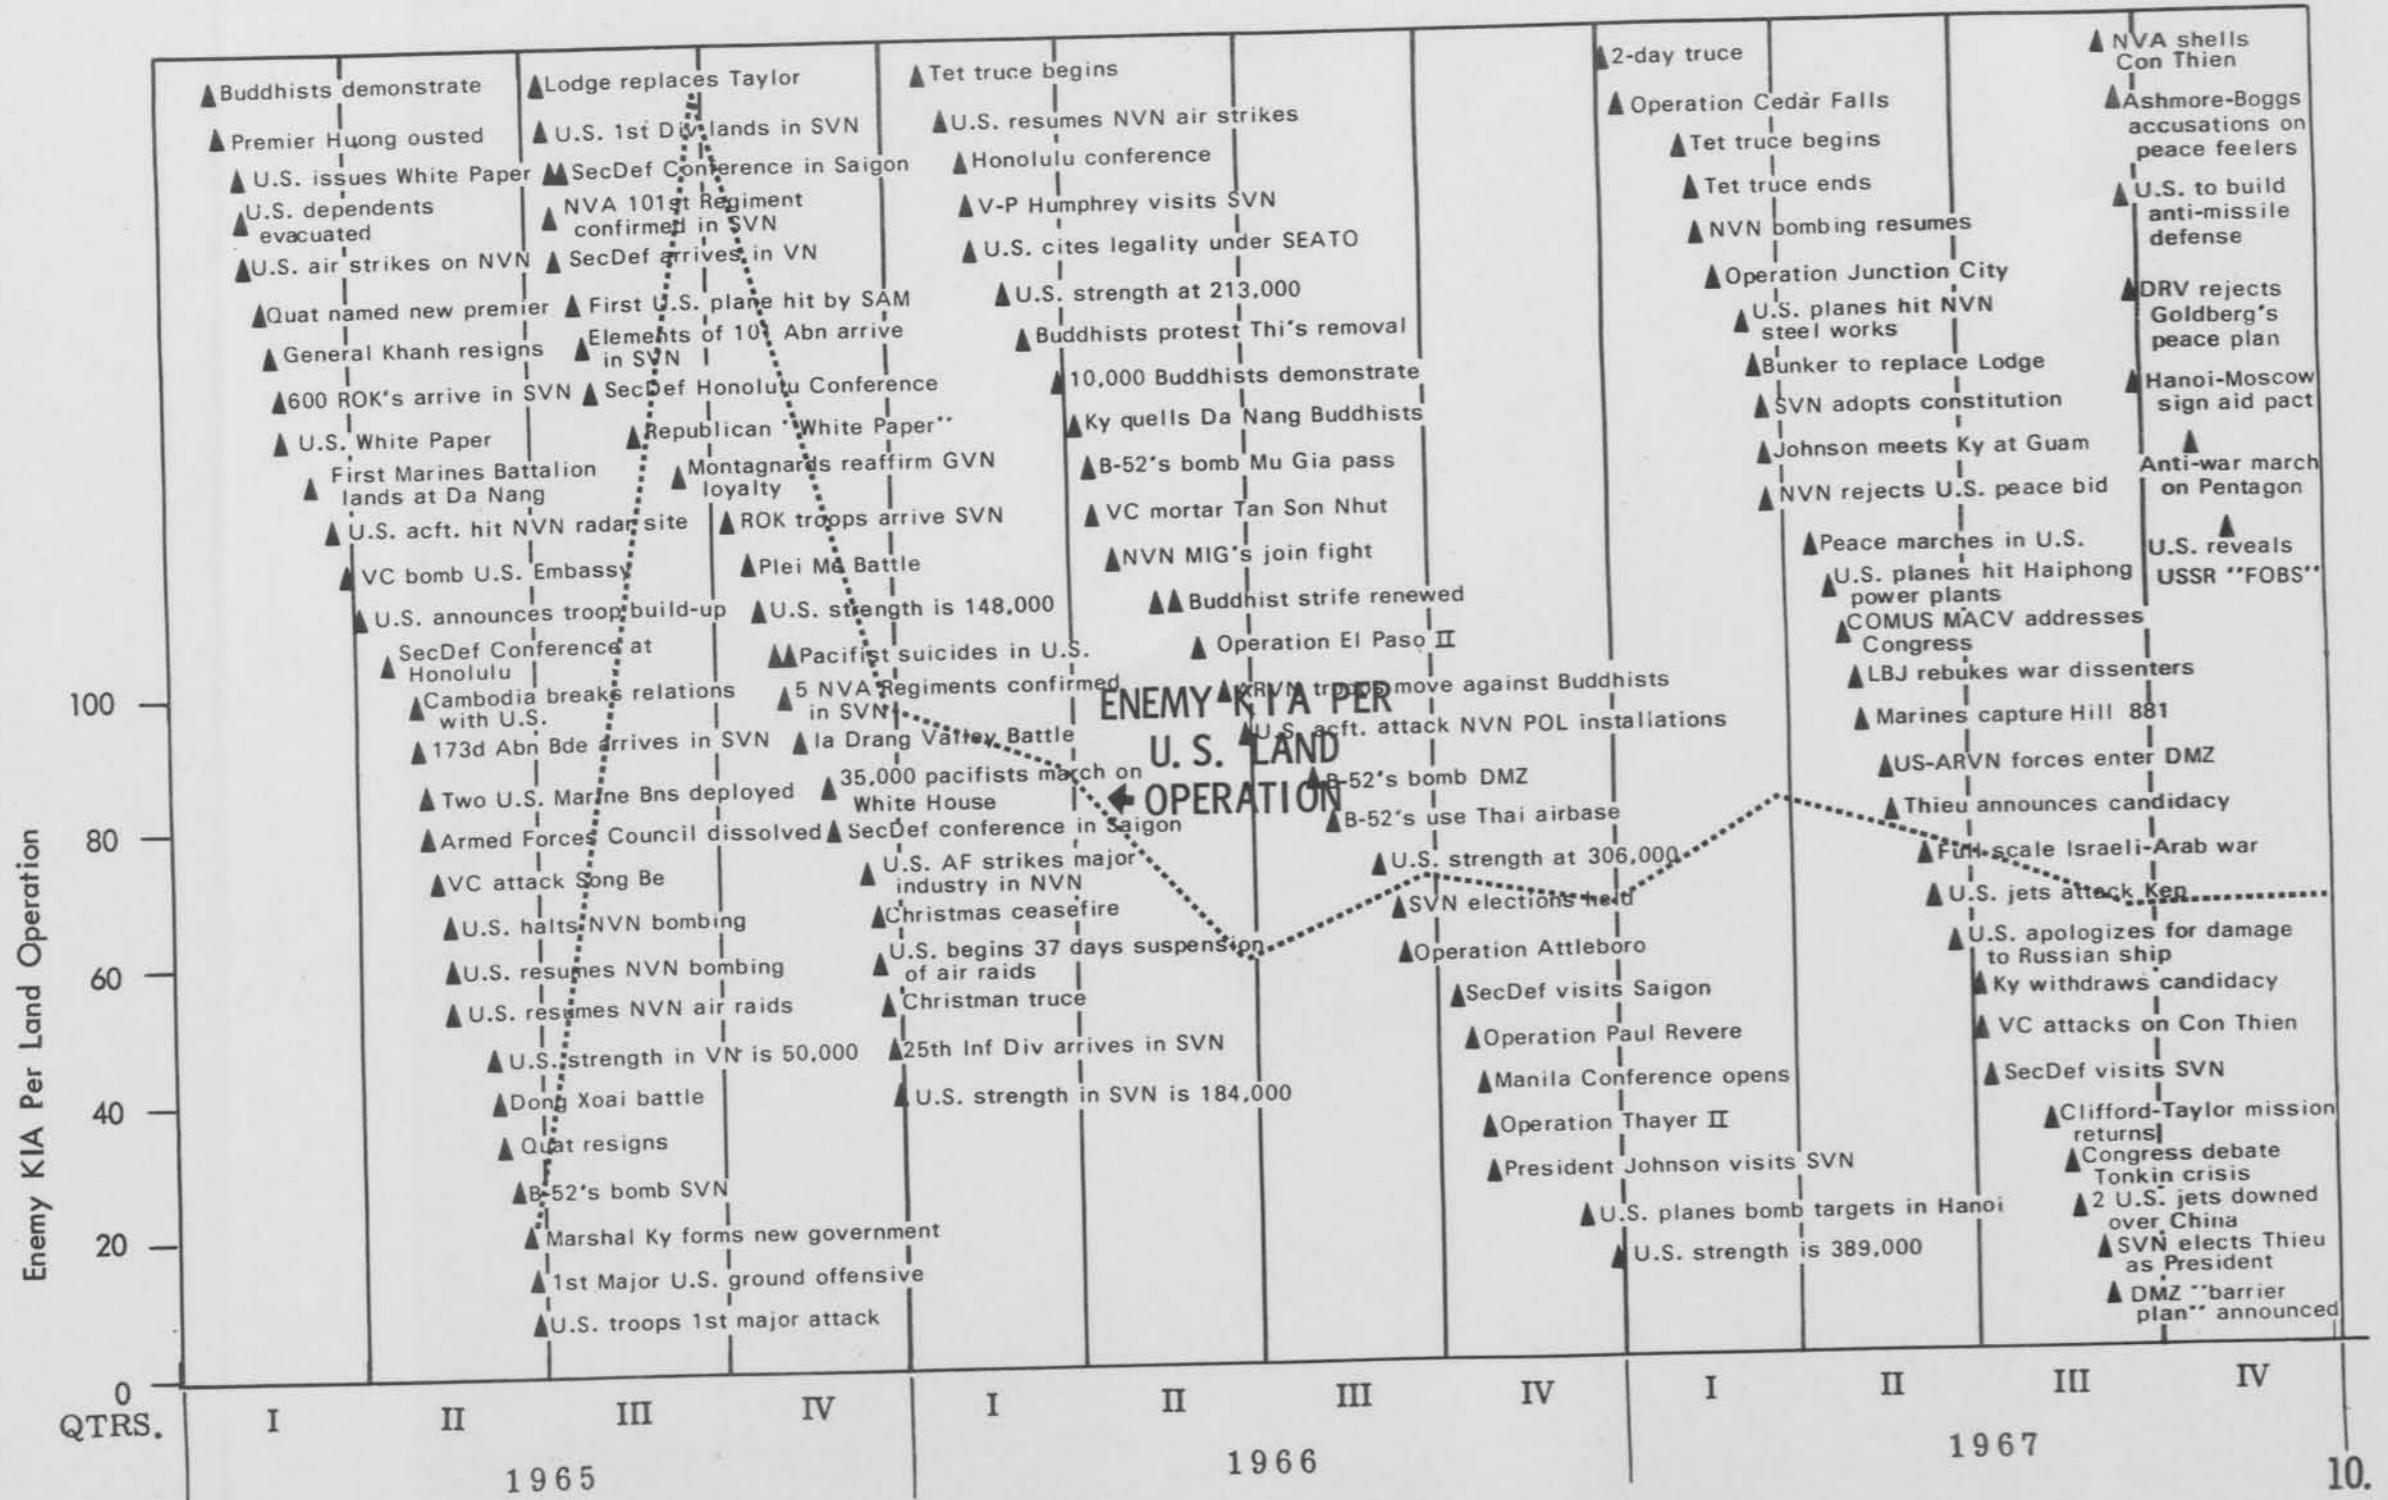 Buddhists demonstrate
Premier Huong ousted
U.S. issues White Paper
U.S. dependents
evacuated
U.S. air strikes on NVN
Quat named new premier
General Khanh resigns
600 ROK's arrive in SVN
U.S. White Paper
First Marines Battalion
lands at Da Nang
U.S. acft. hit NVN radar site
VC bomb U.S. Embassy
U.S. announces troop build-up
SecDef Conference at
Honolulu
Cambodia breaks relations
with U.S.
173d Abn Bde arrives in SVN
Two U.S. Marine Bns deployed
Armed Forces Council dissolved
VC attack Song Be
U.S. halts NVN bombing
U.S. resumes NVN bombing
U.S. resumes NVN air raids
U.S. strength in VN is 50,000
Dong Xoai battle
Quat resigns
B-52's bomb SVN
Marshal Ky forms new government
1st Major U.S. ground offensive
U.S. troops 1st major attack
Lodge replaces Taylor
U.S. 1st Div lands in SVN
SecDef Conference in Saigon
NVA 101st Regiment
confirmed in SVN
SecDef arrives in VN
First U.S. plane hit by SAM
Elements of 101 Abn arrive
in SVN
SecDef Honolulu Conference
Republican "White Paper"
Montagnards reaffirm GVN
loyalty
ROK troops arrive SVN
Plei Me Battle
U.S. strength is 148,000
Pacifist suicides in U.S.
5 NVA Regiments confirmed
in SVN
Ia Drang Valley Battle
35,000 pacifists march on
White House
SecDef conference in Saigon
U.S. AF strikes major
industry in NVN
Christmas ceasefire
U.S. begins 37 days suspension
of air raids
Christman truce
25th Inf Div arrives in SVN
U.S. strength in SVN is 184,000
Tet truce begins
U.S. resumes NVN air strikes
Honolulu conference
V-P Humphrey visits SVN
U.S. cites legality under SEATO
U.S. strength at 213,000
Buddhists protest Thi's removal
10,000 Buddhists demonstrate
Ky quells Da Nang Buddhists
B-52's bomb Mu Gia pass
VC mortar Tan Son Nhut
NVN MIG's join fight
Buddhist strife renewed
Operation El Paso II
ARVN troops move against Buddhists
U.S. acft. attack NVN POL installations
B-52's bomb DMZ
B-52's use Thai airbase
U.S. strength at 306,000
SVN elections held
Operation Attleboro
SecDef visits Saigon
Operation Paul Revere
Manila Conference opens
Operation Thayer II
President Johnson visits SVN
U.S. planes bomb targets in Hanoi
U.S. strength is 389,000
ENEMY KIA PER
U.S. LAND
OPERATION
2-day truce
Operation Cedar Falls
Tet truce begins
Tet truce ends
NVN bombing resumes
Operation Junction City
U.S. planes hit NVN
steel works
Bunker to replace Lodge
SVN adopts constitution
Johnson meets Ky at Guam
NVN rejects U.S. peace bid
Peace marches in U.S.
U.S. planes hit Haiphong
power plants
COMUS MACV addresses
Congress
LBJ rebukes war dissenters
Marines capture Hill 881
US-ARVN forces enter DMZ
Thieu announces candidacy
Full-scale Israeli-Arab war
U.S. jets attack Kep
U.S. apologizes for damage
to Russian ship
Ky withdraws candidacy
VC attacks on Con Thien
SecDef visits SVN
Clifford-Taylor mission
returns
Congress debate
Tonkin crisis
2 U.S. jets downed
over China
SVN elects Thieu
as President
DMZ "barrier
plan" announced
NVA shells
Con Thien
Ashmore-Boggs
accusations on
peace feelers
U.S. to build
anti-missile
defense
DRV rejects
Goldberg's
peace plan
Hanoi-Moscow
sign aid pact
Anti-war march
on Pentagon
U.S. reveals
USSR "FOBS"
Enemy KIA Per Land Operation
100
80
60
40
20
0
QTRS.
I II III IV I II III IV I II III IV
1965 1966 1967
10.